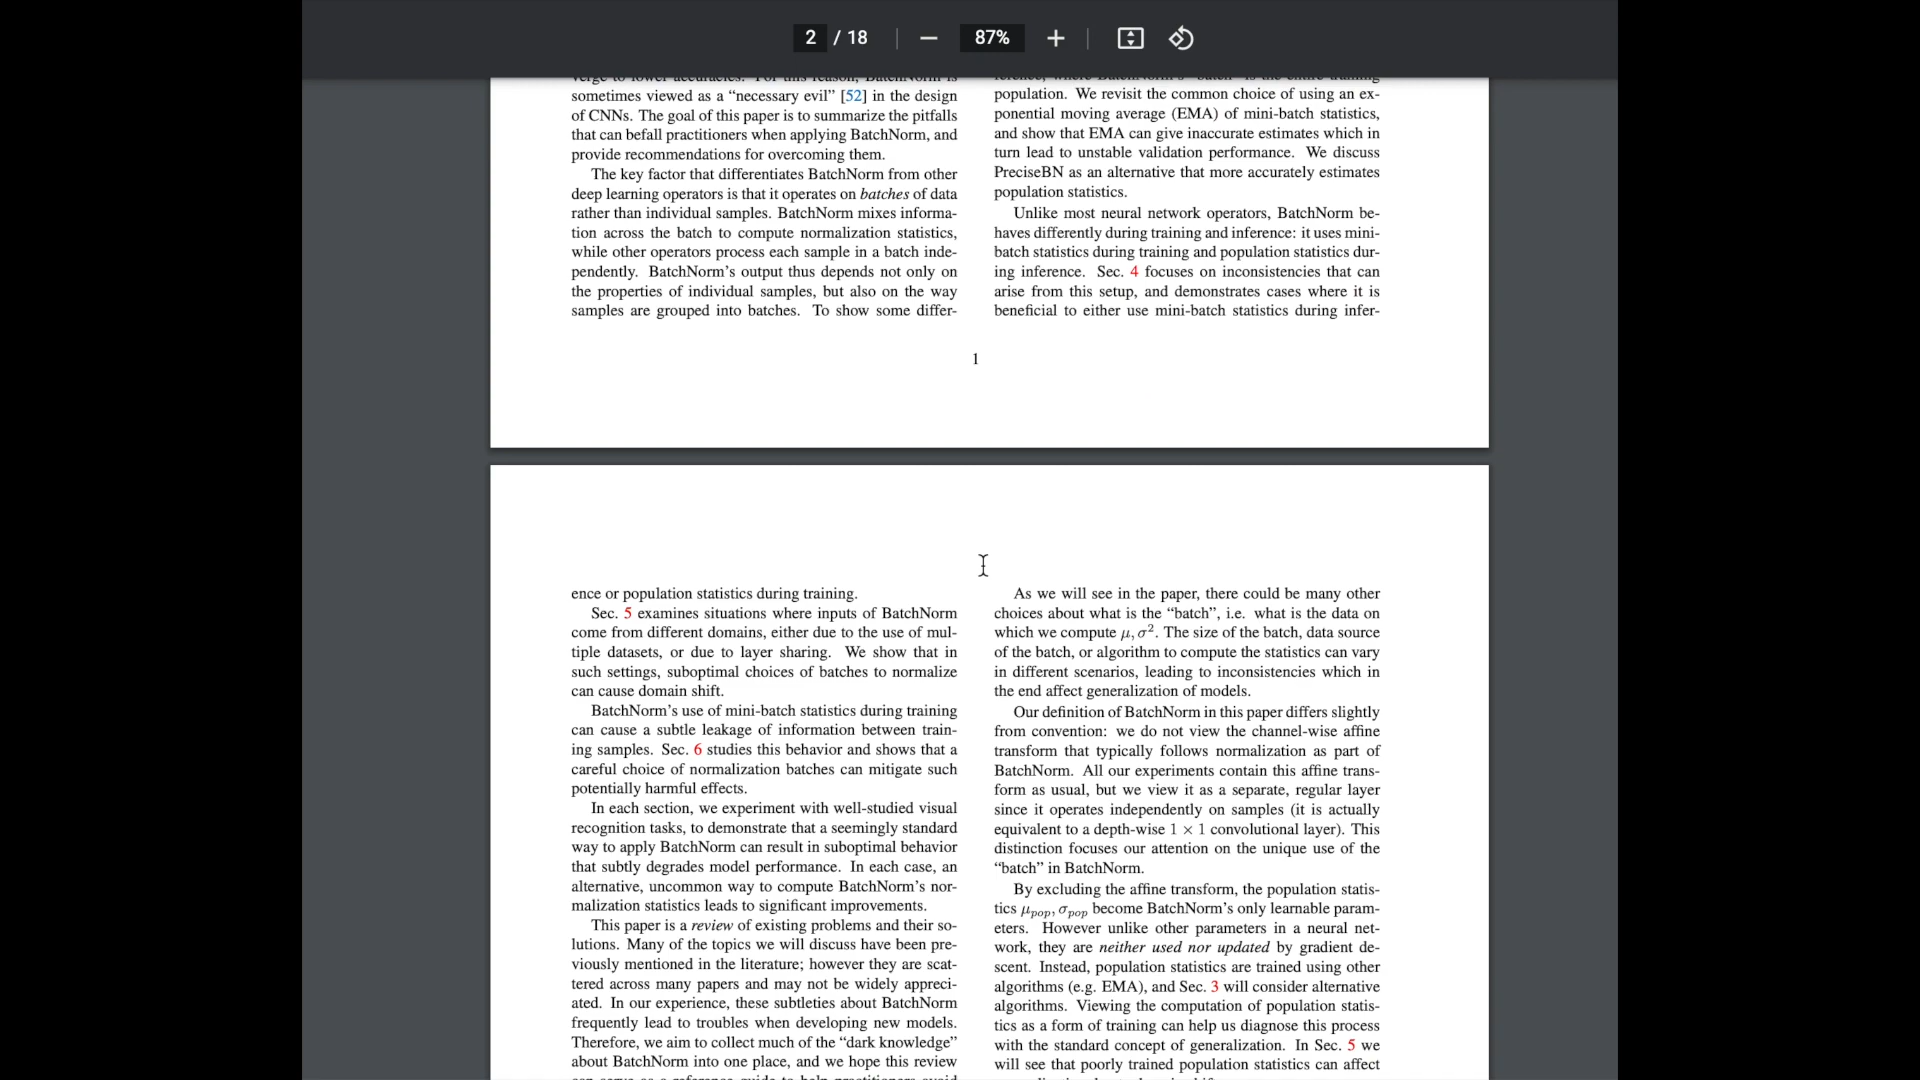 2 / 18 — 87% +
verge to lower accuracies. For this reason, BatchNorm is
sometimes viewed as a “necessary evil” [52] in the design
of CNNs. The goal of this paper is to summarize the pitfalls
that can befall practitioners when applying BatchNorm, and
provide recommendations for overcoming them.
The key factor that differentiates BatchNorm from other
deep learning operators is that it operates on batches of data
rather than individual samples. BatchNorm mixes informa-
tion across the batch to compute normalization statistics,
while other operators process each sample in a batch inde-
pendently. BatchNorm’s output thus depends not only on
the properties of individual samples, but also on the way
samples are grouped into batches. To show some differ-
population. We revisit the common choice of using an ex-
ponential moving average (EMA) of mini-batch statistics,
and show that EMA can give inaccurate estimates which in
turn lead to unstable validation performance. We discuss
PreciseBN as an alternative that more accurately estimates
population statistics.
Unlike most neural network operators, BatchNorm be-
haves differently during training and inference: it uses mini-
batch statistics during training and population statistics dur-
ing inference. Sec. 4 focuses on inconsistencies that can
arise from this setup, and demonstrates cases where it is
beneficial to either use mini-batch statistics during infer-
1
ence or population statistics during training.
Sec. 5 examines situations where inputs of BatchNorm
come from different domains, either due to the use of mul-
tiple datasets, or due to layer sharing. We show that in
such settings, suboptimal choices of batches to normalize
can cause domain shift.
BatchNorm’s use of mini-batch statistics during training
can cause a subtle leakage of information between train-
ing samples. Sec. 6 studies this behavior and shows that a
careful choice of normalization batches can mitigate such
potentially harmful effects.
In each section, we experiment with well-studied visual
recognition tasks, to demonstrate that a seemingly standard
way to apply BatchNorm can result in suboptimal behavior
that subtly degrades model performance. In each case, an
alternative, uncommon way to compute BatchNorm’s nor-
malization statistics leads to significant improvements.
This paper is a review of existing problems and their so-
lutions. Many of the topics we will discuss have been pre-
viously mentioned in the literature; however they are scat-
tered across many papers and may not be widely appreci-
ated. In our experience, these subtleties about BatchNorm
frequently lead to troubles when developing new models.
Therefore, we aim to collect much of the “dark knowledge”
about BatchNorm into one place, and we hope this review
As we will see in the paper, there could be many other
choices about what is the “batch”, i.e. what is the data on
which we compute μ, σ². The size of the batch, data source
of the batch, or algorithm to compute the statistics can vary
in different scenarios, leading to inconsistencies which in
the end affect generalization of models.
Our definition of BatchNorm in this paper differs slightly
from convention: we do not view the channel-wise affine
transform that typically follows normalization as part of
BatchNorm. All our experiments contain this affine trans-
form as usual, but we view it as a separate, regular layer
since it operates independently on samples (it is actually
equivalent to a depth-wise 1 × 1 convolutional layer). This
distinction focuses our attention on the unique use of the
“batch” in BatchNorm.
By excluding the affine transform, the population statis-
tics μpop, σpop become BatchNorm’s only learnable param-
eters. However unlike other parameters in a neural net-
work, they are neither used nor updated by gradient de-
scent. Instead, population statistics are trained using other
algorithms (e.g. EMA), and Sec. 3 will consider alternative
algorithms. Viewing the computation of population statis-
tics as a form of training can help us diagnose this process
with the standard concept of generalization. In Sec. 5 we
will see that poorly trained population statistics can affect